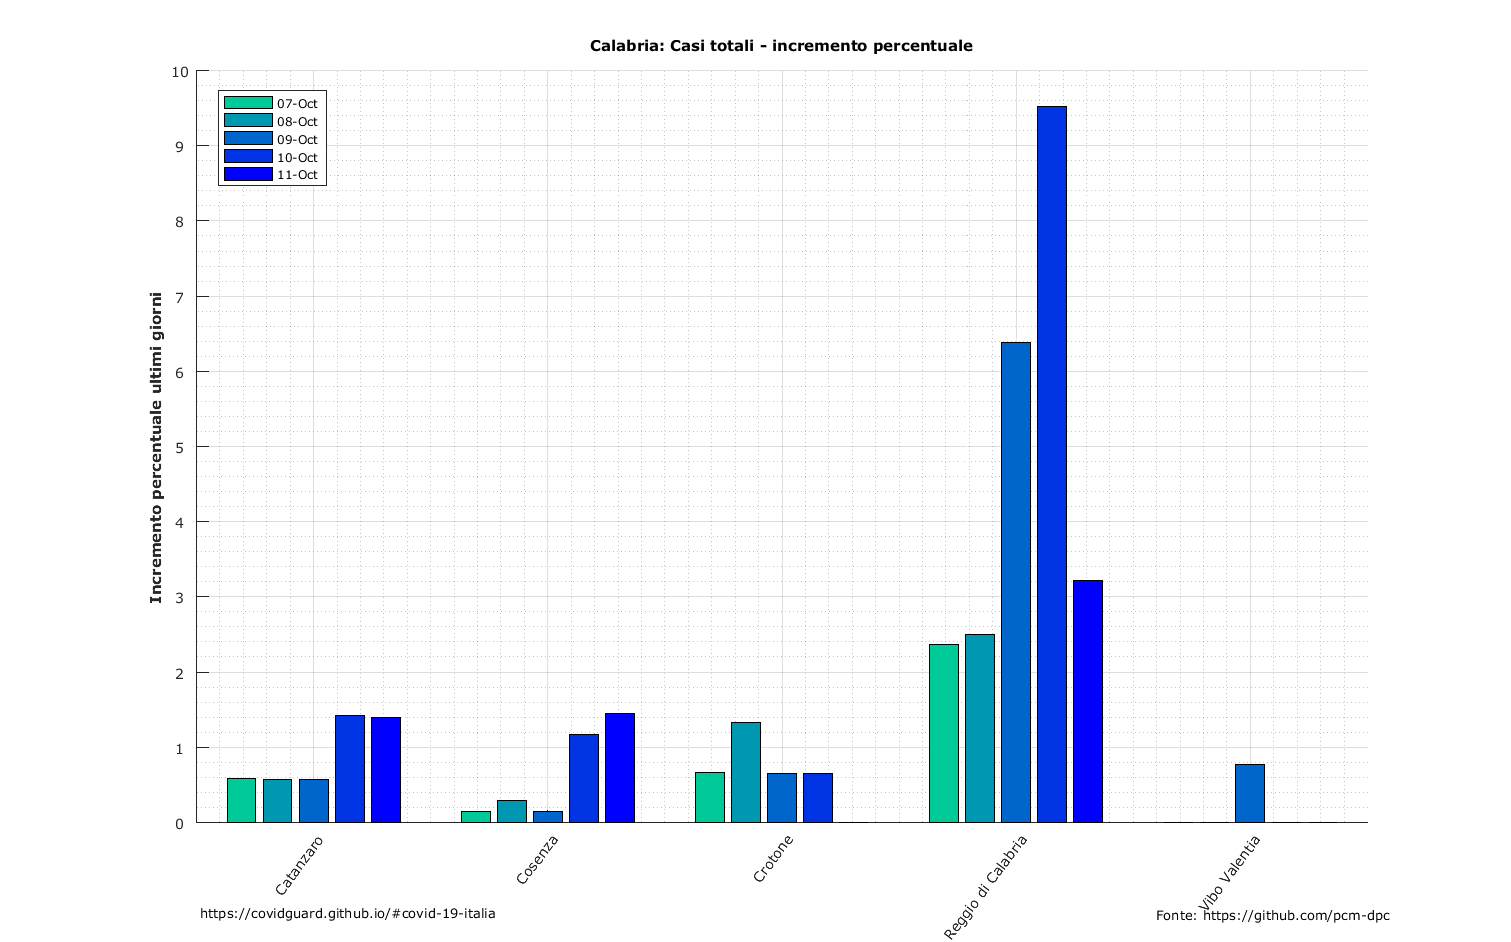 Calabria: Casi totali - incremento percentuale
Incremento percentuale ultimi giorni
10
9
8
7
6
5
4
3
2
1
0
07-Oct
08-Oct
09-Oct
10-Oct
11-Oct
Catanzaro
Cosenza
Crotone
Reggio di Calabria
Vibo Valentia
https://covidguard.github.io/#covid-19-italia
Fonte: https://github.com/pcm-dpc